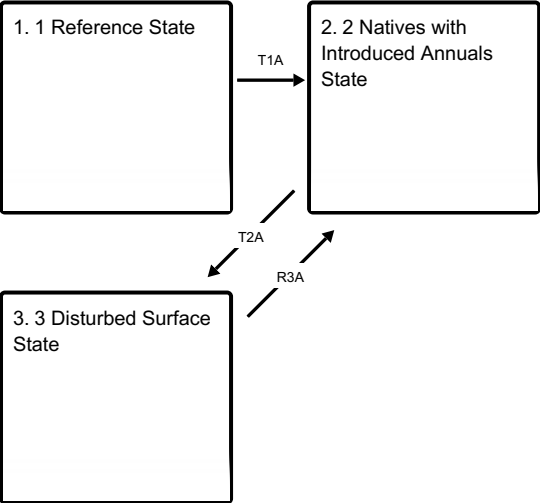 1. 1 Reference State
T1A
2. 2 Natives with
Introduced Annuals
State
T2A
R3A
3. 3 Disturbed Surface
State